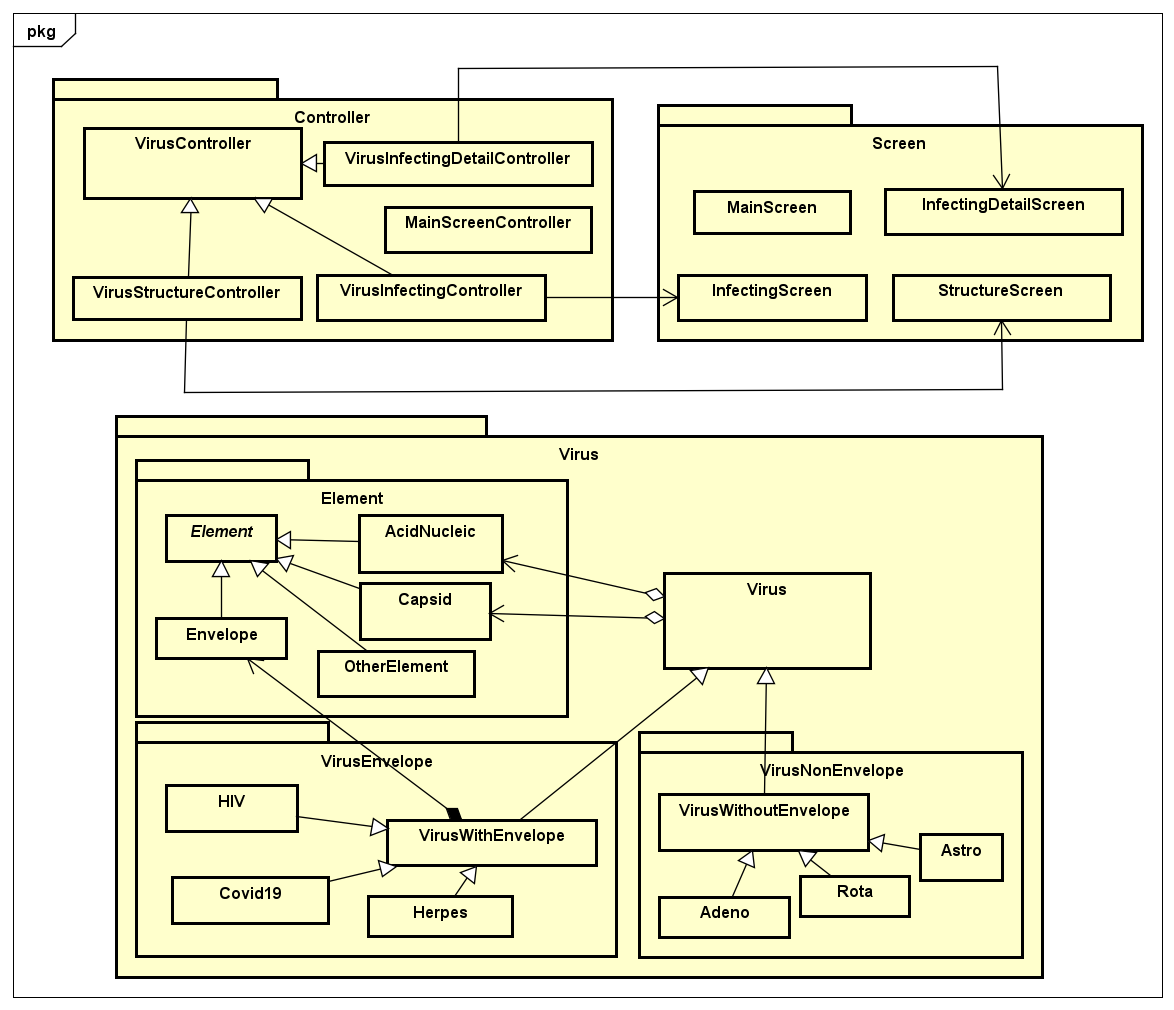 pkg
Controller
VirusController
VirusInfectingDetailController
MainScreenController
VirusStructureController
VirusInfectingController
Screen
MainScreen
InfectingDetailScreen
InfectingScreen
StructureScreen
Virus
Element
Element
AcidNucleic
Capsid
Envelope
OtherElement
Virus
VirusEnvelope
HIV
VirusWithEnvelope
Covid19
Herpes
VirusNonEnvelope
VirusWithoutEnvelope
Astro
Rota
Adeno